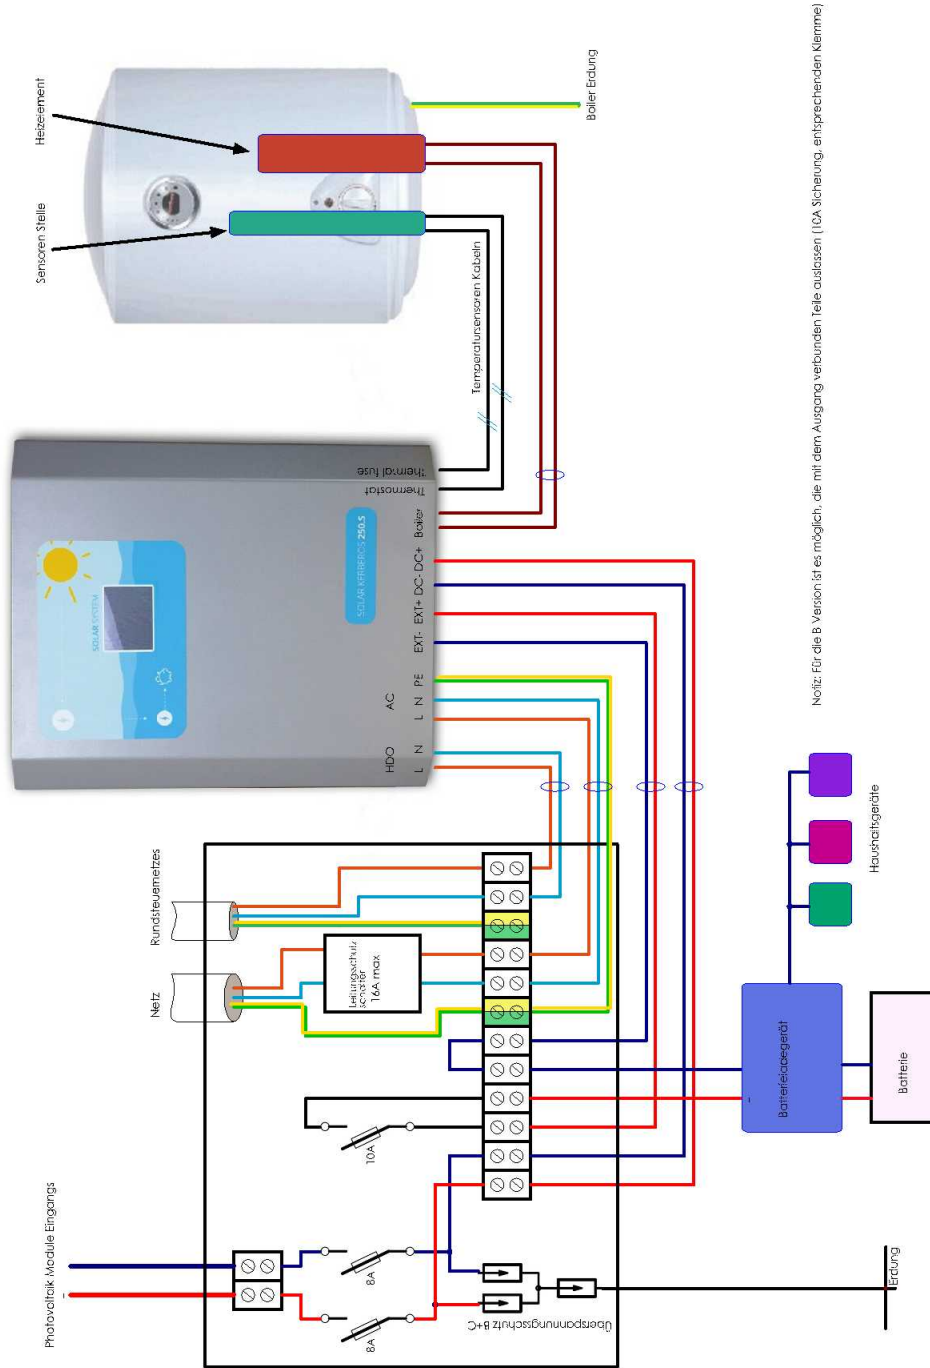 Photovoltaik Module Eingangs
8A
8A
10A
Überspannungsschutz B+C
Erdung
Netz
Rundsteuernetzes
Leitungsschutz
schalter
16A max
Batterieladegerät
Batterie
Haushaltsgeräte
HDO
L N
AC
L N PE
EXT- EXT+ DC- DC+ Boiler
Thermostat
Thermal fuse
SOLAR SYSTEM
SOLAR KERBEROS 250.S
Temperatursensoren Kabeln
Sensoren Stelle
Heizelement
Boiler Erdung
Notiz: Für die B Version ist es möglich, die mit dem Ausgang verbunden Teile auslassen (10A Sicherung, entsprechenden Klemme)